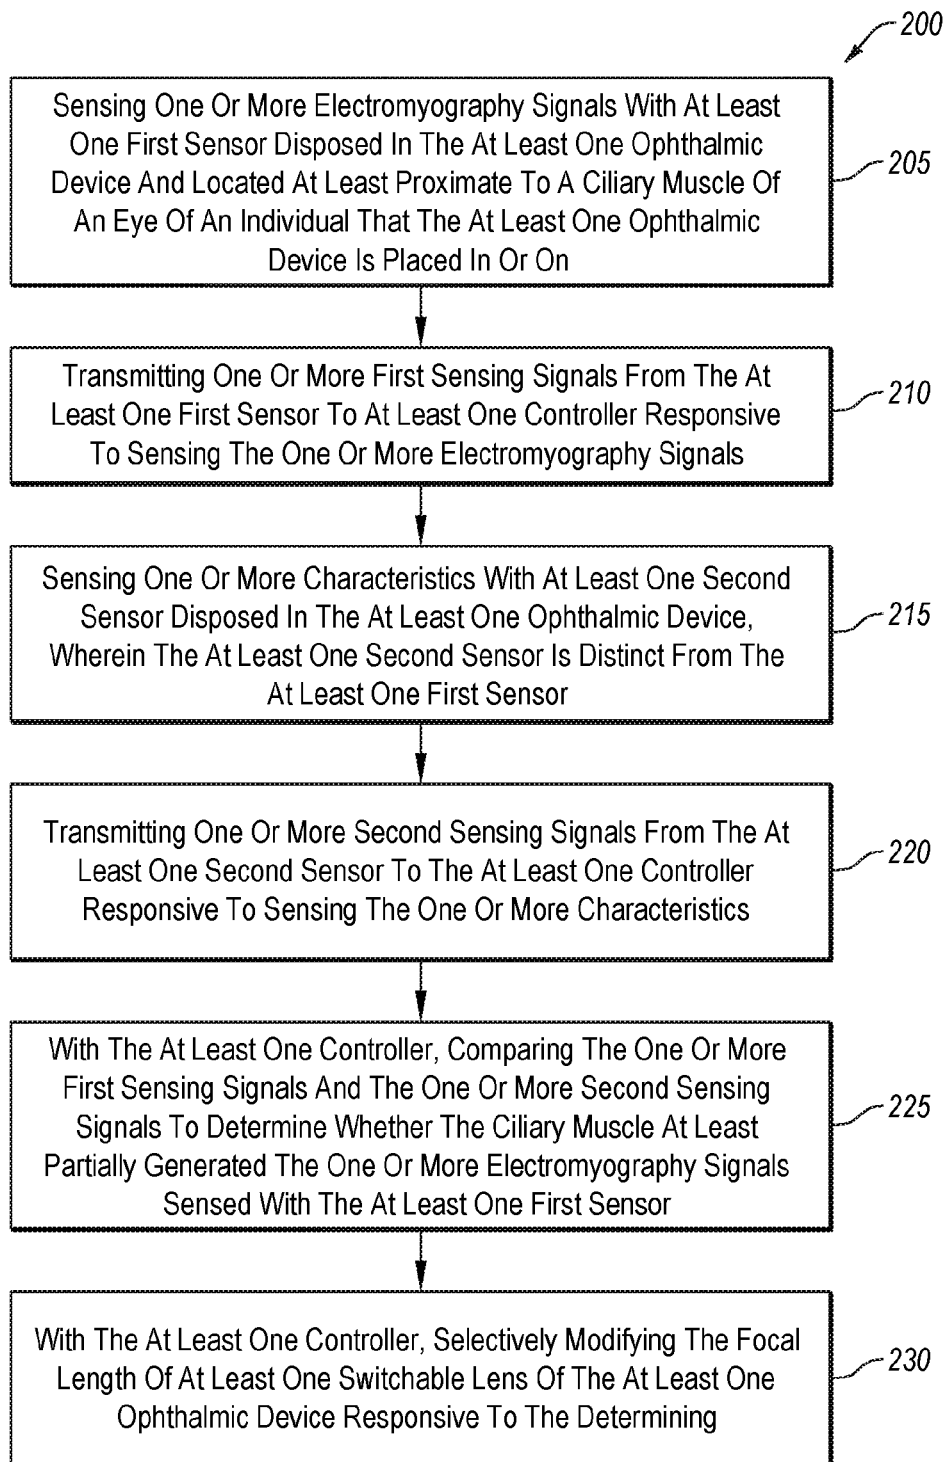 200
Sensing One Or More Electromyography Signals With At Least
One First Sensor Disposed In The At Least One Ophthalmic
Device And Located At Least Proximate To A Ciliary Muscle Of
An Eye Of An Individual That The At Least One Ophthalmic
Device Is Placed In Or On
205
Transmitting One Or More First Sensing Signals From The At
Least One First Sensor To At Least One Controller Responsive
To Sensing The One Or More Electromyography Signals
210
Sensing One Or More Characteristics With At Least One Second
Sensor Disposed In The At Least One Ophthalmic Device,
Wherein The At Least One Second Sensor Is Distinct From The
At Least One First Sensor
215
Transmitting One Or More Second Sensing Signals From The At
Least One Second Sensor To The At Least One Controller
Responsive To Sensing The One Or More Characteristics
220
With The At Least One Controller, Comparing The One Or More
First Sensing Signals And The One Or More Second Sensing
Signals To Determine Whether The Ciliary Muscle At Least
Partially Generated The One Or More Electromyography Signals
Sensed With The At Least One First Sensor
225
With The At Least One Controller, Selectively Modifying The Focal
Length Of At Least One Switchable Lens Of The At Least One
Ophthalmic Device Responsive To The Determining
230